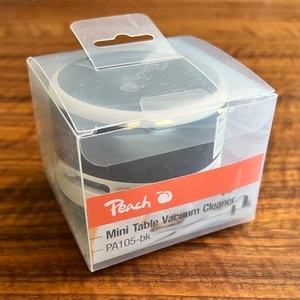 Peach
Mini Table Vacuum Cleaner
PA105-bk